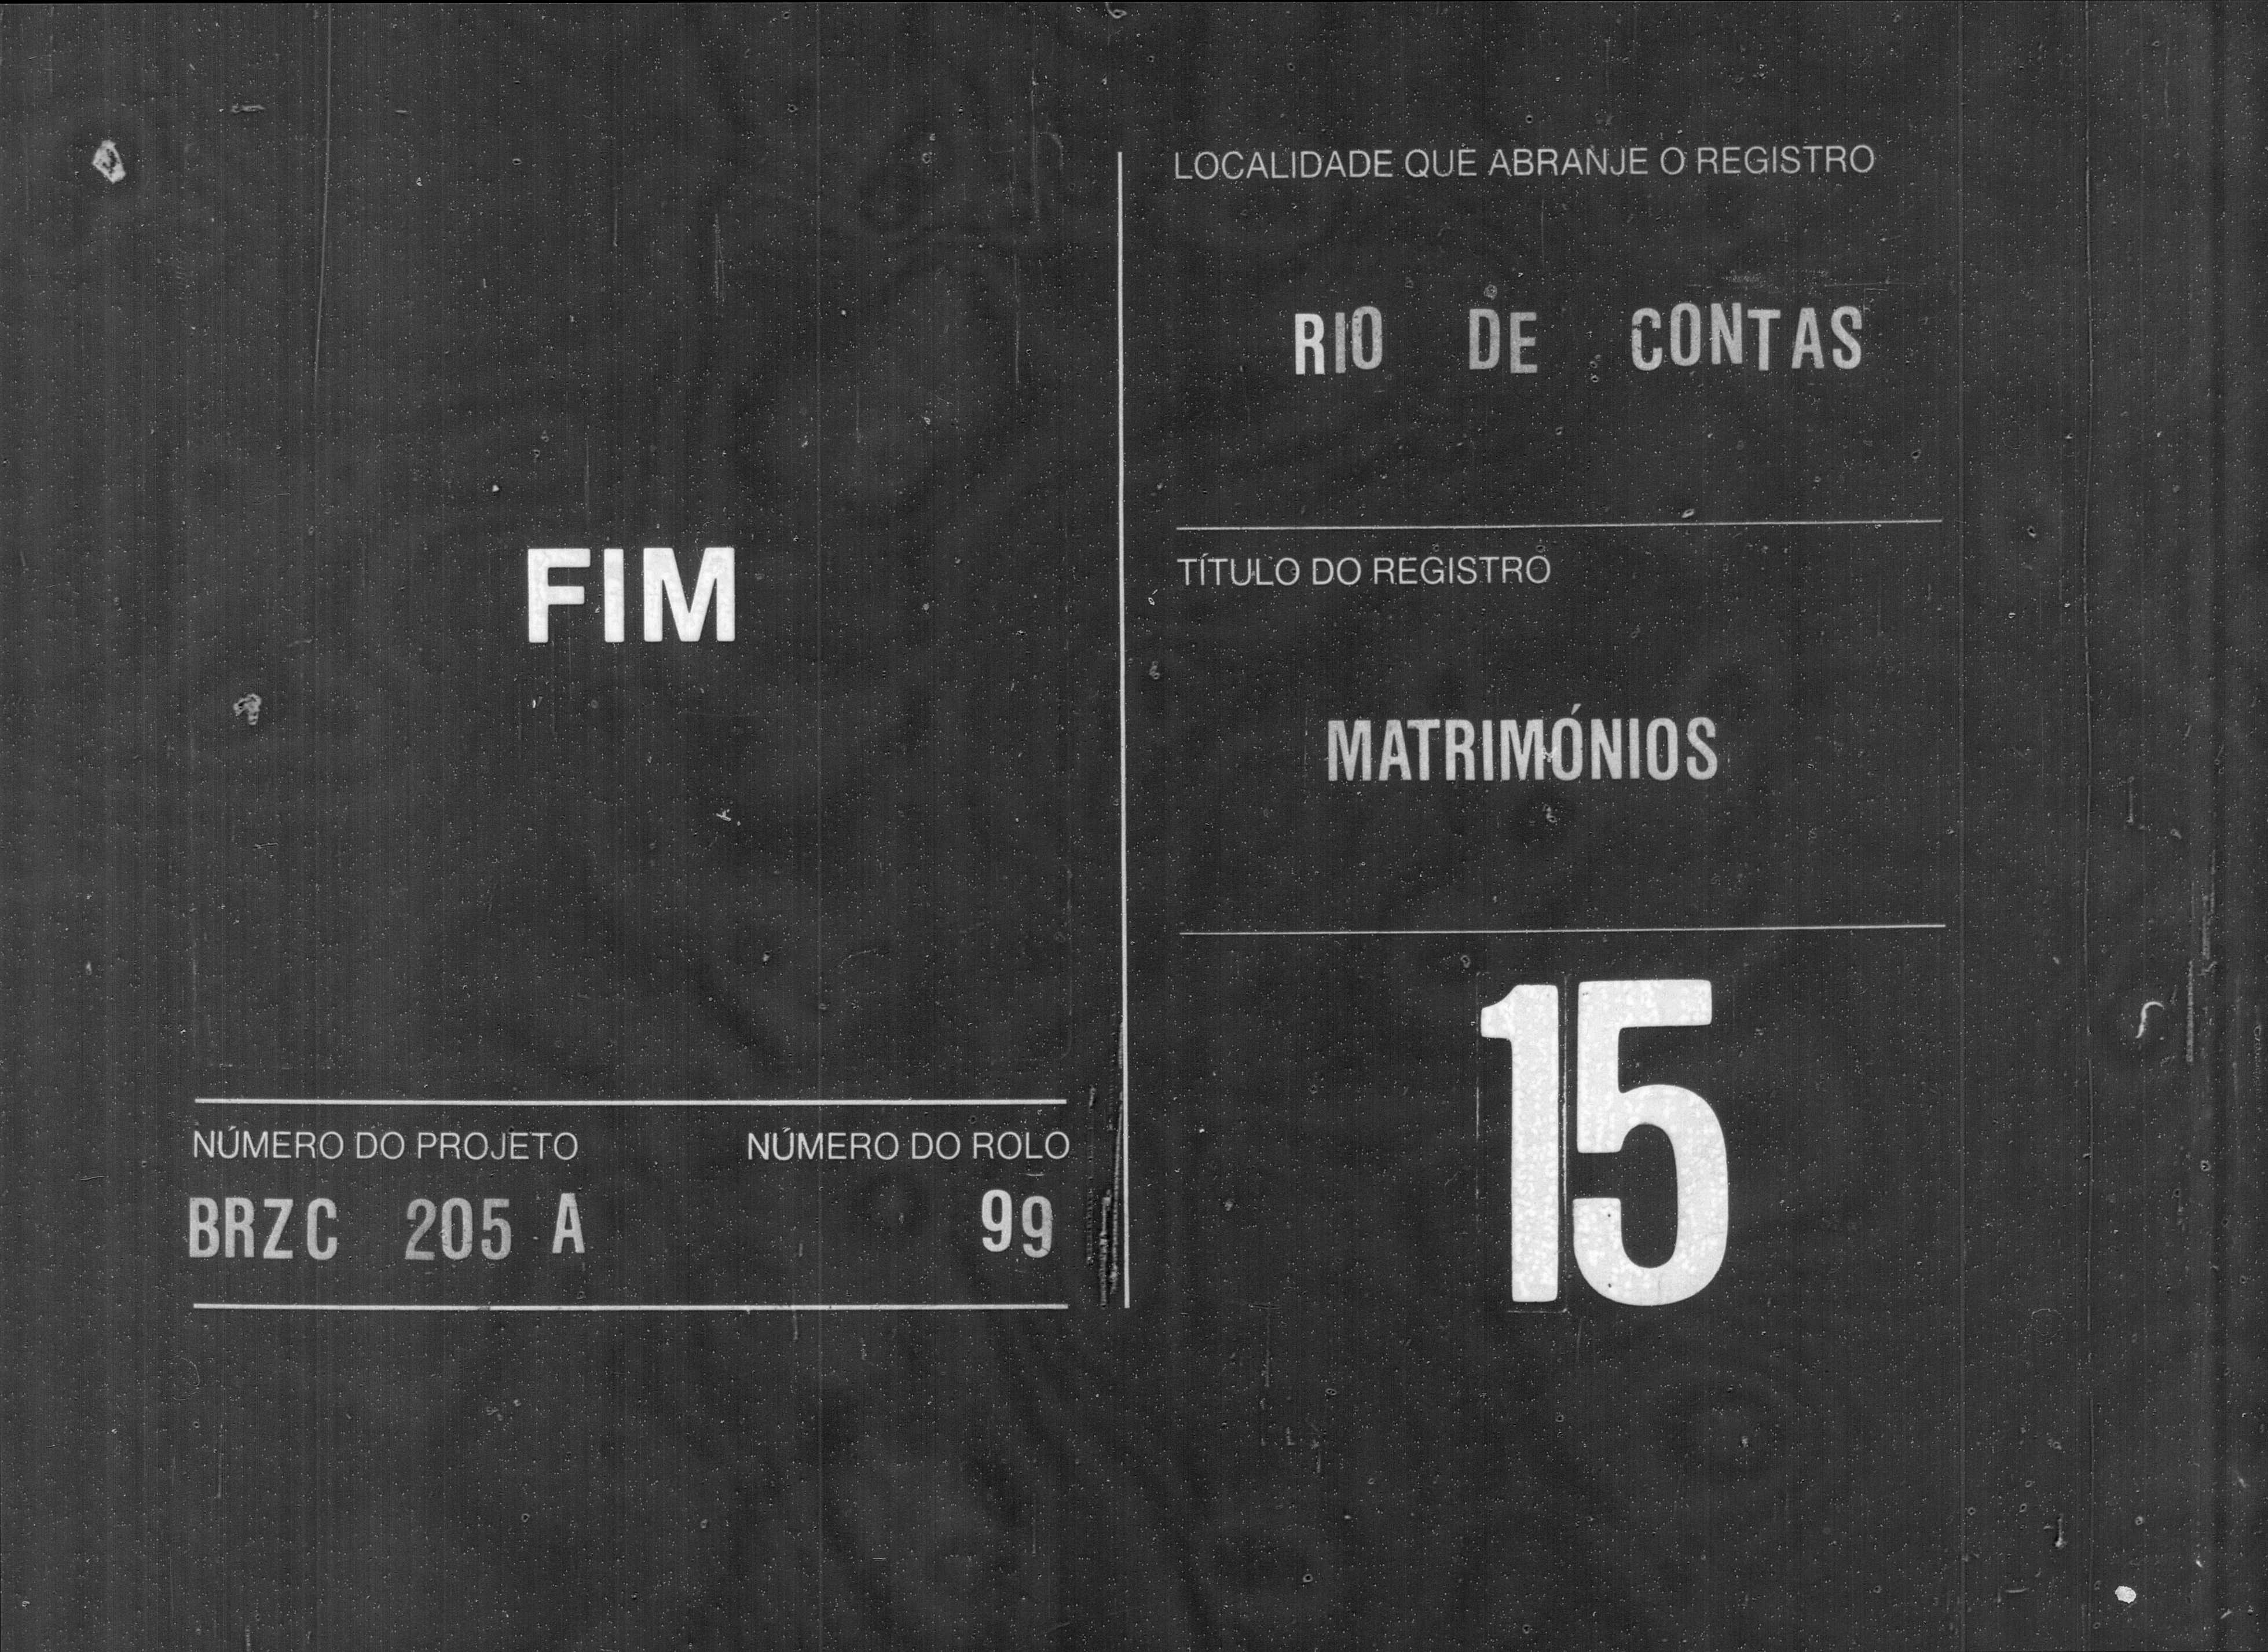 FIM
NÚMERO DO PROJETO
BRZC 205 A
NÚMERO DO ROLO
99
LOCALIDADE QUE ABRANJE O REGISTRO
RIO DE CONTAS
TÍTULO DO REGISTRO
MATRIMÓNIOS
15